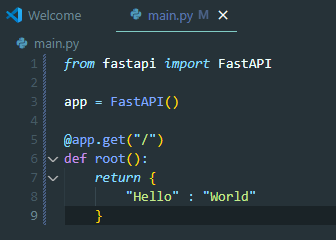 Welcome main.py M
main.py
1 from fastapi import FastAPI
2
3 app = FastAPI()
4
5 @app.get("/")
6 def root():
7 return {
8 "Hello" : "World"
9 }